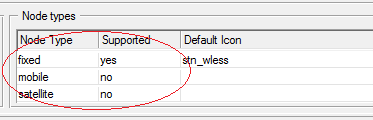 Node types
Node Type Supported Default Icon
fixed yes stn_wless
mobile no
satellite no